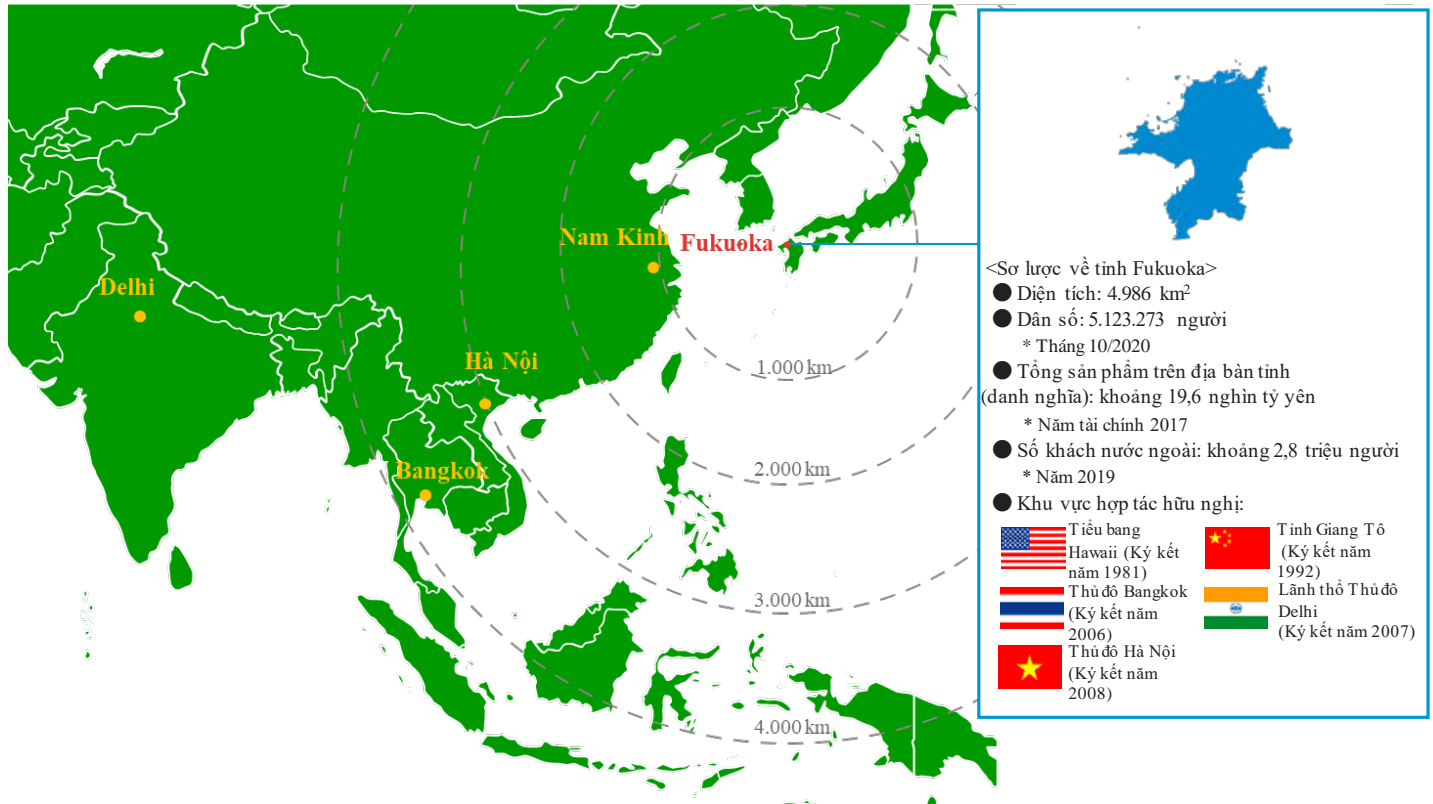 Nam Kinh
Fukuoka
Delhi
Hà Nội
Bangkok
1.000 km
2.000 km
3.000 km
4.000 km
<Sơ lược về tỉnh Fukuoka>
● Diện tích: 4.986 km²
● Dân số: 5.123.273 người
* Tháng 10/2020
● Tổng sản phẩm trên địa bàn tỉnh
(danh nghĩa): khoảng 19,6 nghìn tỷ yên
* Năm tài chính 2017
● Số khách nước ngoài: khoảng 2,8 triệu người
* Năm 2019
● Khu vực hợp tác hữu nghị:
Tiểu bang
Hawaii (Ký kết
năm 1981)
Tỉnh Giang Tô
(Ký kết năm
1992)
Thủ đô Bangkok
(Ký kết năm
2006)
Lãnh thổ Thủ đô
Delhi
(Ký kết năm 2007)
Thủ đô Hà Nội
(Ký kết năm
2008)